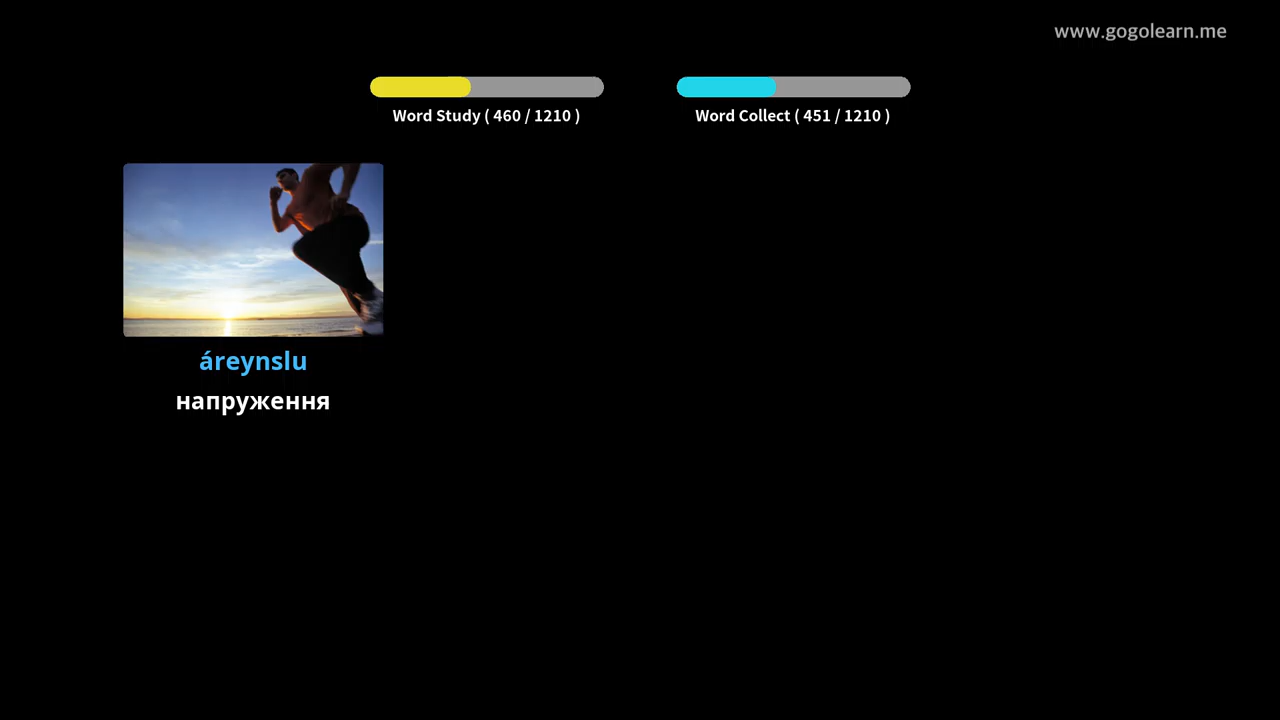 www.gogolearn.me
Word Study ( 460 / 1210 )
Word Collect ( 451 / 1210 )
áreynslu
напруження